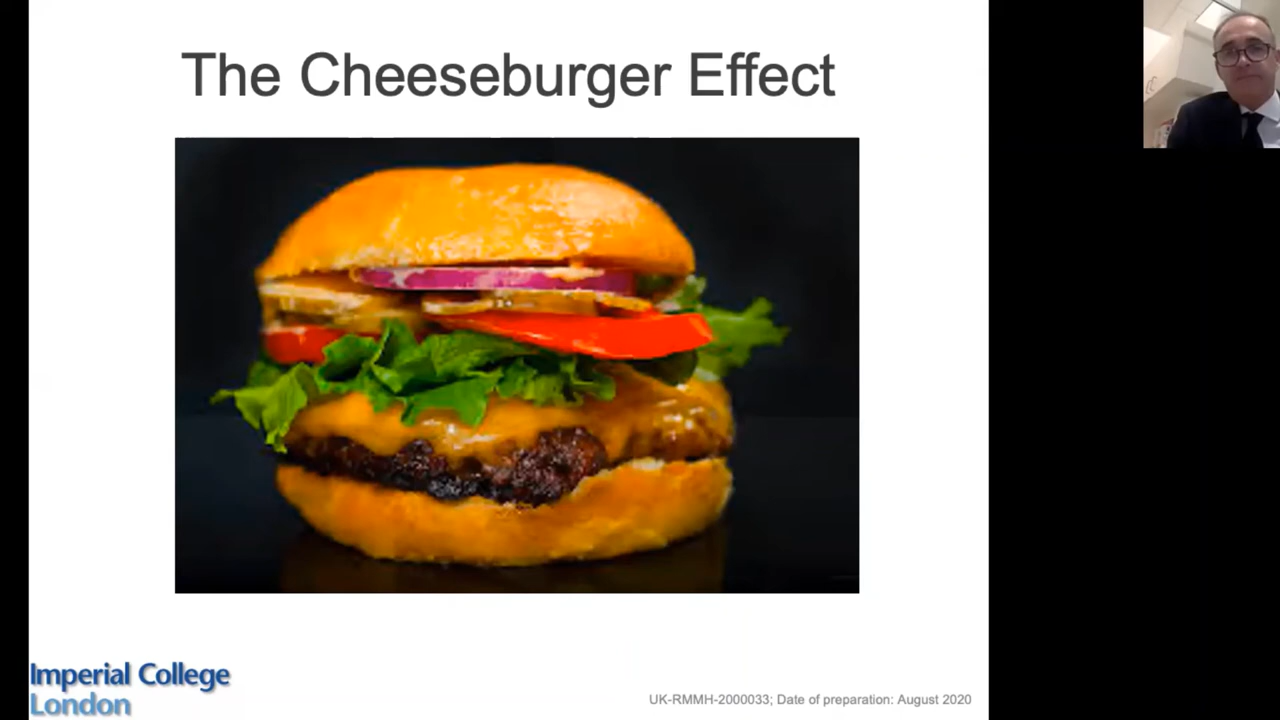 The Cheeseburger Effect
Imperial College
London
UK-RMMH-2000033; Date of preparation: August 2020